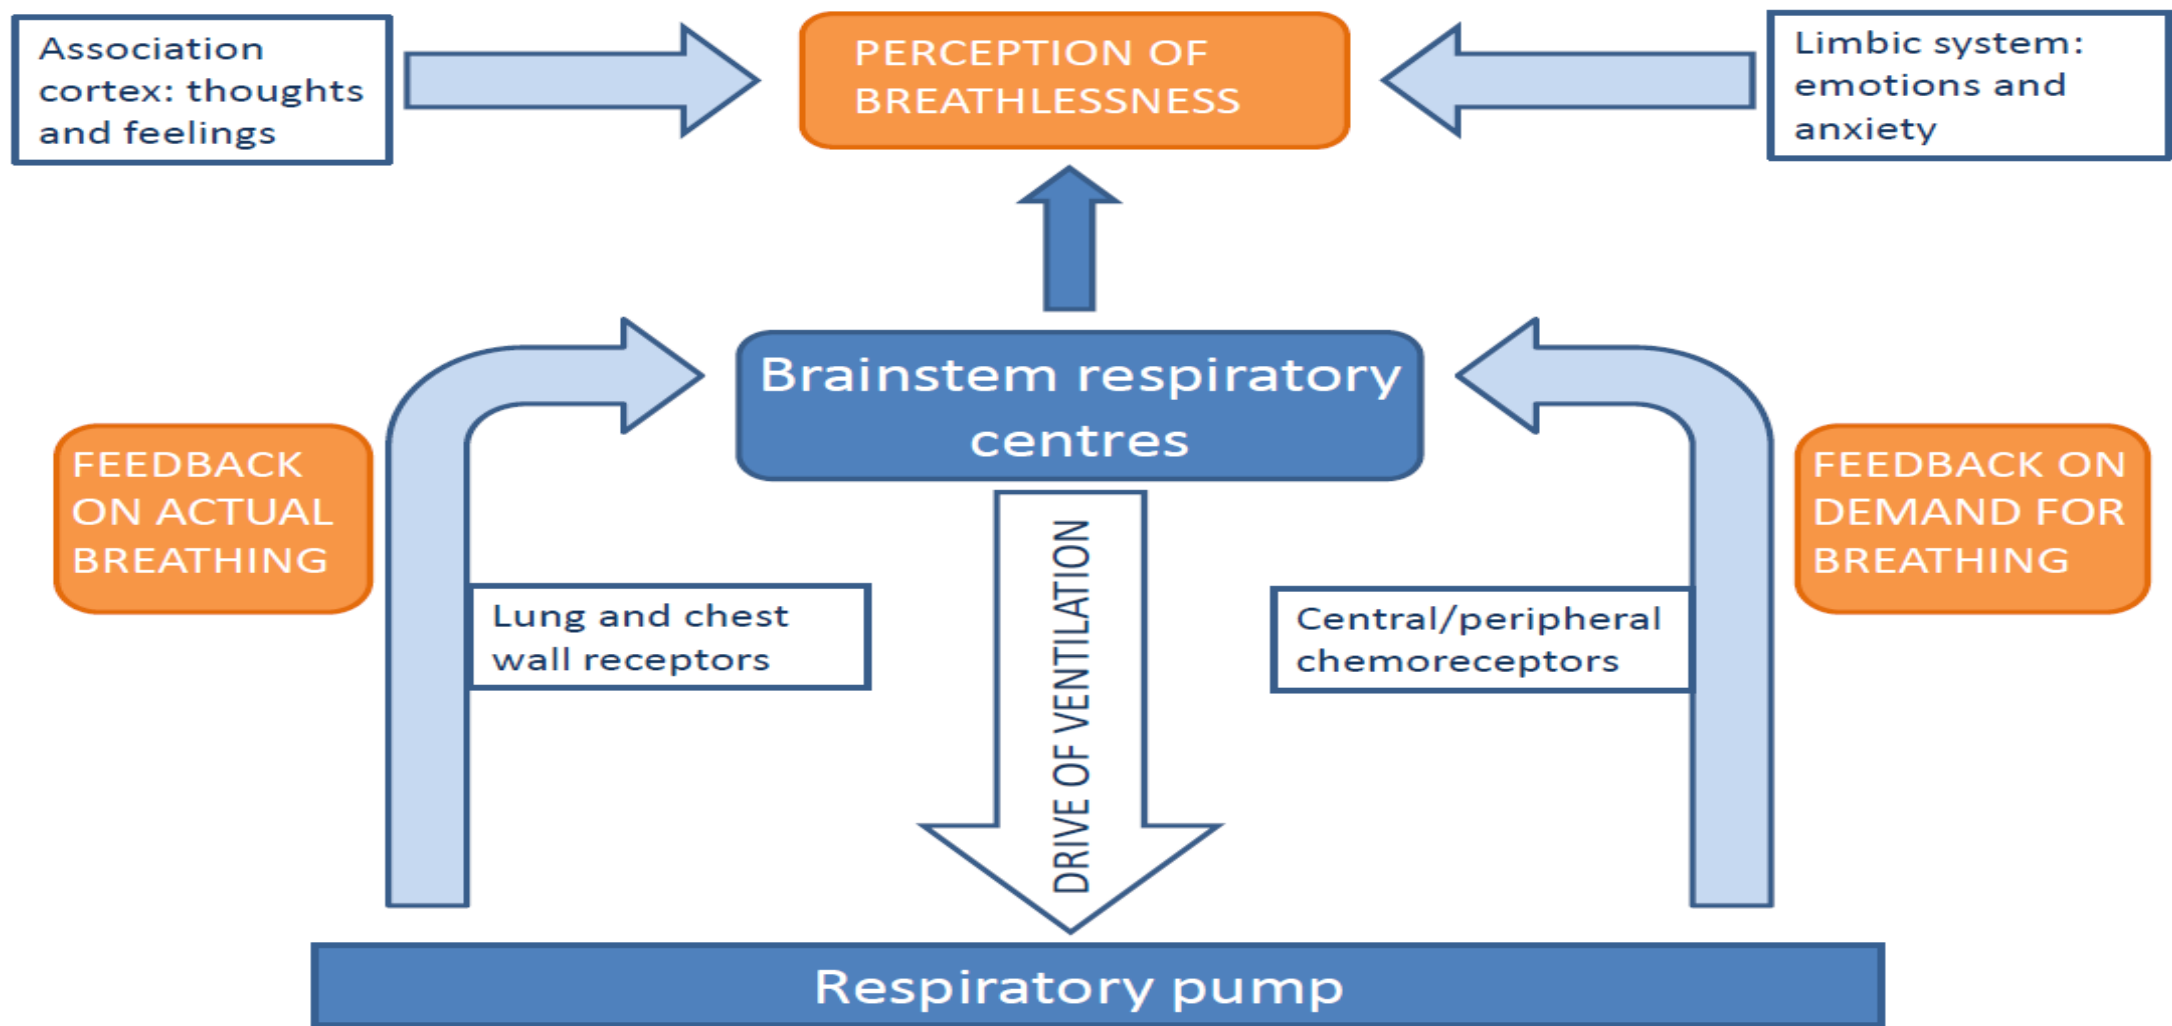 Association
cortex: thoughts
and feelings
PERCEPTION OF
BREATHLESSNESS
Limbic system:
emotions and
anxiety
Brainstem respiratory
centres
FEEDBACK
ON ACTUAL
BREATHING
FEEDBACK ON
DEMAND FOR
BREATHING
Lung and chest
wall receptors
DRIVE OF VENTILATION
Central/peripheral
chemoreceptors
Respiratory pump